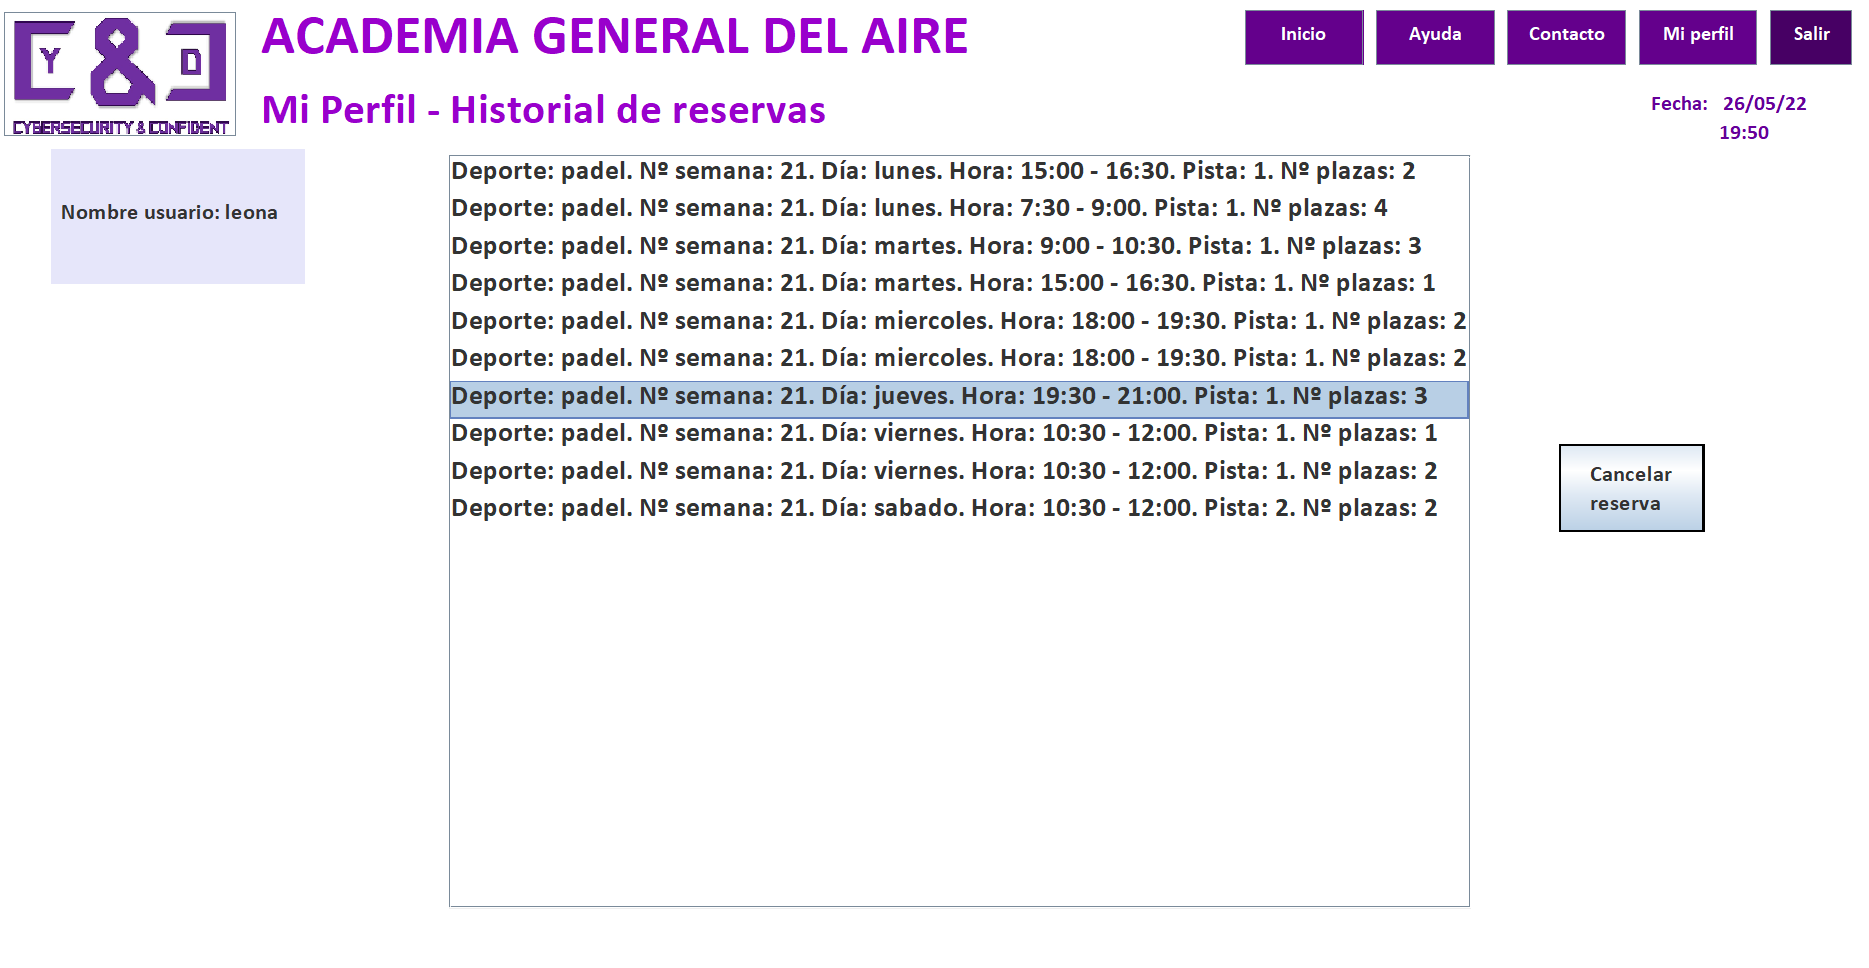 Y & D
CYBERSECURITY & CONFIDENT
ACADEMIA GENERAL DEL AIRE
Inicio
Ayuda
Contacto
Mi perfil
Salir
Mi Perfil - Historial de reservas
Fecha: 26/05/22
19:50
Nombre usuario: leona
Deporte: padel. Nº semana: 21. Día: lunes. Hora: 15:00 - 16:30. Pista: 1. Nº plazas: 2
Deporte: padel. Nº semana: 21. Día: lunes. Hora: 7:30 - 9:00. Pista: 1. Nº plazas: 4
Deporte: padel. Nº semana: 21. Día: martes. Hora: 9:00 - 10:30. Pista: 1. Nº plazas: 3
Deporte: padel. Nº semana: 21. Día: martes. Hora: 15:00 - 16:30. Pista: 1. Nº plazas: 1
Deporte: padel. Nº semana: 21. Día: miercoles. Hora: 18:00 - 19:30. Pista: 1. Nº plazas: 2
Deporte: padel. Nº semana: 21. Día: miercoles. Hora: 18:00 - 19:30. Pista: 1. Nº plazas: 2
Deporte: padel. Nº semana: 21. Día: jueves. Hora: 19:30 - 21:00. Pista: 1. Nº plazas: 3
Deporte: padel. Nº semana: 21. Día: viernes. Hora: 10:30 - 12:00. Pista: 1. Nº plazas: 1
Deporte: padel. Nº semana: 21. Día: viernes. Hora: 10:30 - 12:00. Pista: 1. Nº plazas: 2
Deporte: padel. Nº semana: 21. Día: sabado. Hora: 10:30 - 12:00. Pista: 2. Nº plazas: 2
Cancelar
reserva